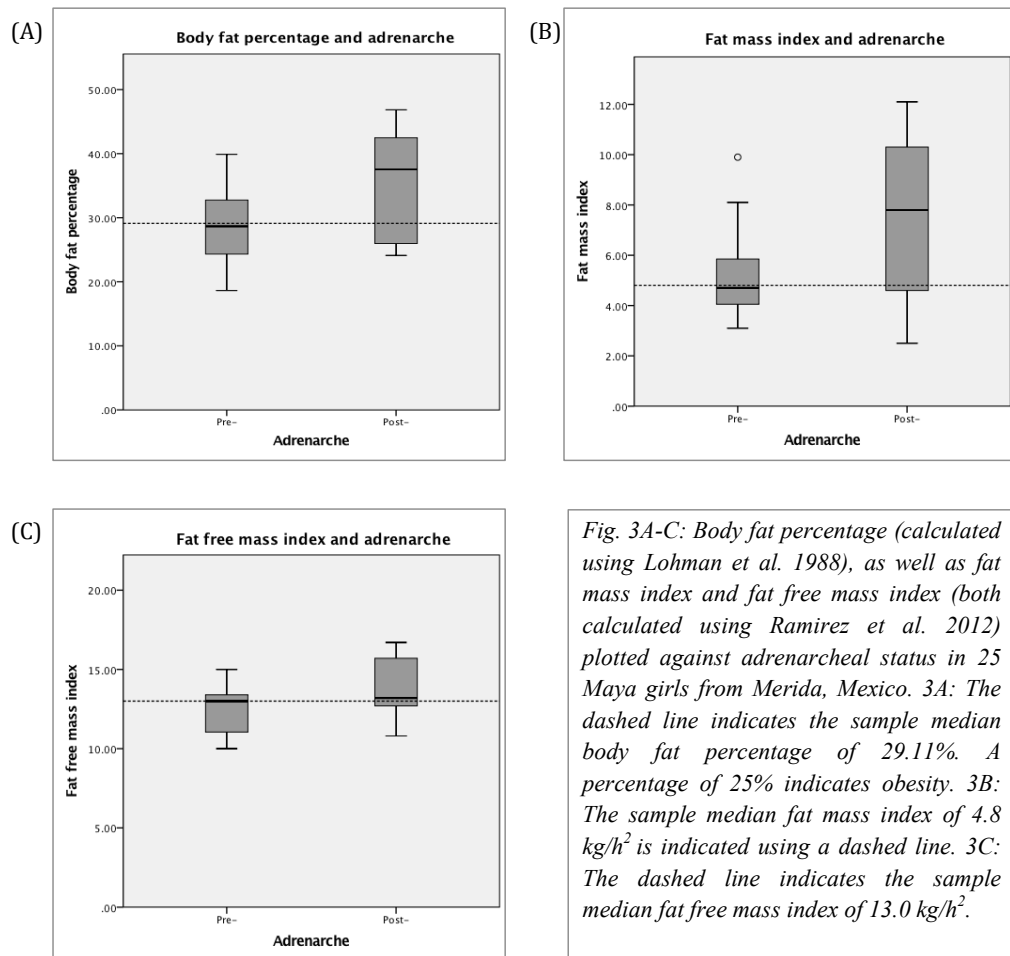 (A)
Body fat percentage and adrenarche
50.00
40.00
30.00
20.00
10.00
.00
Body fat percentage
Pre-
Post-
Adrenarche
(B)
Fat mass index and adrenarche
12.00
10.00
8.00
6.00
4.00
2.00
.00
Fat mass index
Pre-
Post-
Adrenarche
(C)
Fat free mass index and adrenarche
20.00
15.00
10.00
5.00
.00
Fat free mass index
Pre-
Post-
Adrenarche
Fig. 3A-C: Body fat percentage (calculated
using Lohman et al. 1988), as well as fat
mass index and fat free mass index (both
calculated using Ramirez et al. 2012)
plotted against adrenarcheal status in 25
Maya girls from Merida, Mexico. 3A: The
dashed line indicates the sample median
body fat percentage of 29.11%. A
percentage of 25% indicates obesity. 3B:
The sample median fat mass index of 4.8
kg/h² is indicated using a dashed line. 3C:
The dashed line indicates the sample
median fat free mass index of 13.0 kg/h².